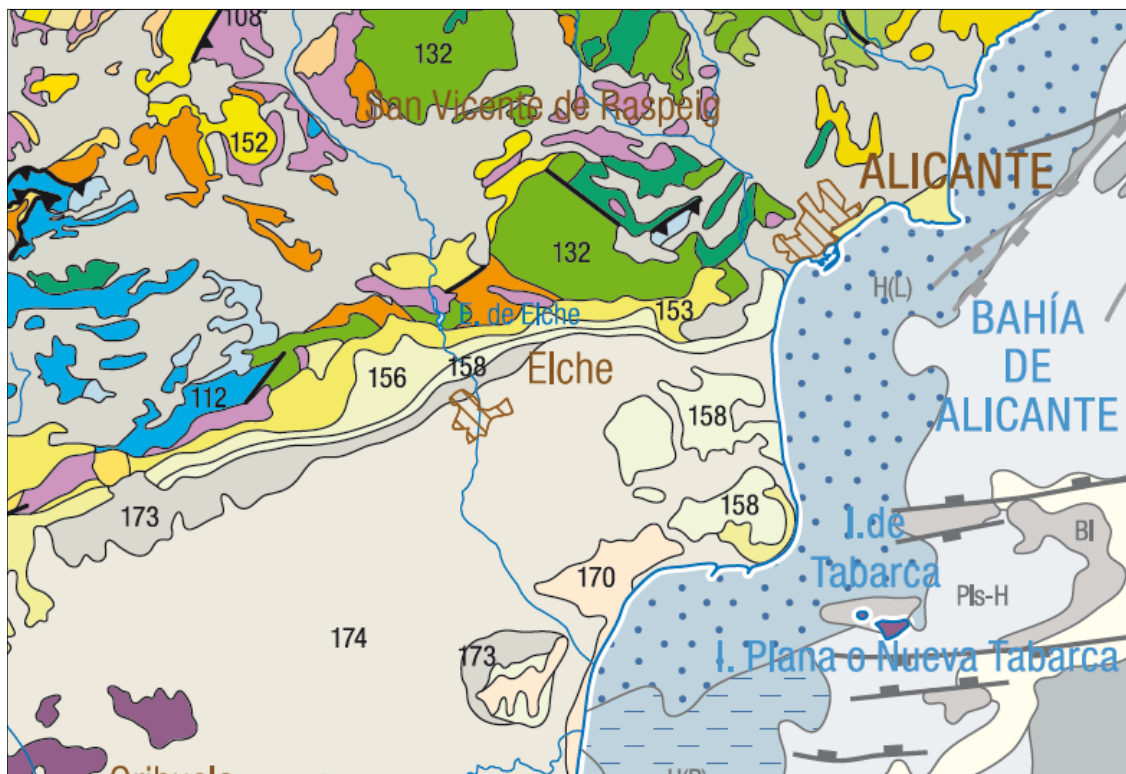 108
132
San Vicente de Raspeig
152
ALICANTE
132
H(L)
153
E. de Elche
BAHÍA
DE
ALICANTE
158
Elche
156
112
158
158
173
I.de
Tabarca
Bl
170
Pls-H
174
173
I. Plana o Nueva Tabarca